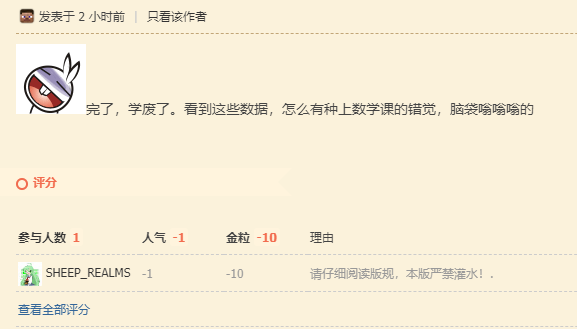 发表于 2 小时前 | 只看该作者
完了，学废了。看到这些数据，怎么有种上数学课的错觉，脑袋嗡嗡嗡的
评分
参与人数 1 人气 -1 金粒 -10 理由
SHEEP_REALMS -1 -10 请仔细阅读版规，本版严禁灌水！.
查看全部评分